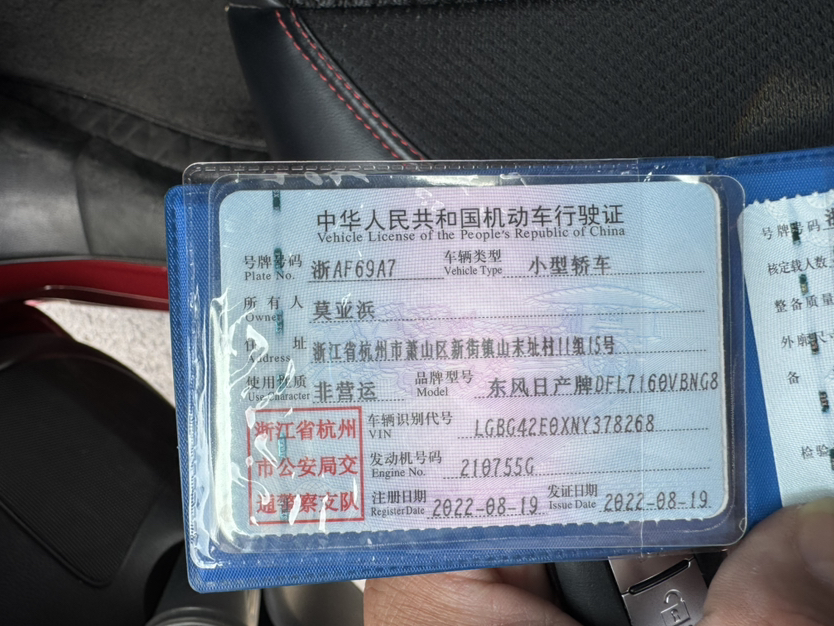 中华人民共和国机动车行驶证
Vehicle License of the People's Republic of China
号牌号码 浙AF69A7 车辆类型 小型轿车
Plate No. Vehicle Type
所有人 莫亚浜
Owner
住址 浙江省杭州市萧山区新街镇山末址村11组15号
Address
使用性质 非营运 品牌型号 东风日产牌DFL7160VBNG8
Use Character Model
浙江省杭州
市公安局交
通警察支队
车辆识别代号 LGBG42E0XNY378268
VIN
发动机号码 210755G
Engine No.
注册日期 2022-08-19 发证日期 2022-08-19
Register Date Issue Date
号牌号码
核定载人数
整备质量
外廓尺寸
备
检验